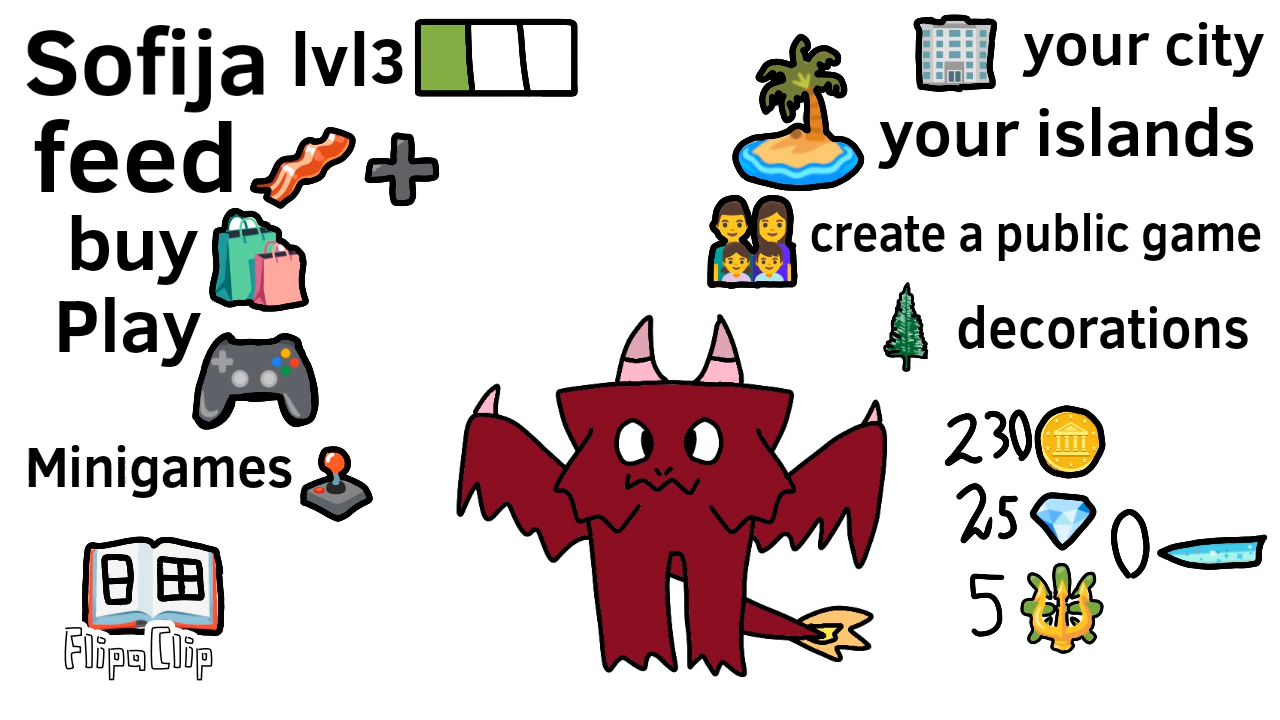 Sofija lvl3
feed
buy
Play
Minigames
FlipaClip
your city
your islands
create a public game
decorations
230
25
0
5